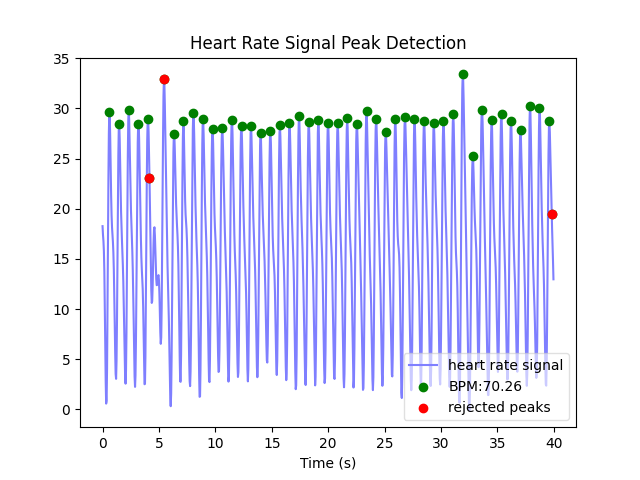 Heart Rate Signal Peak Detection
35
30
25
20
15
10
5
0
heart rate signal
BPM:70.26
rejected peaks
0 5 10 15 20 25 30 35 40
Time (s)